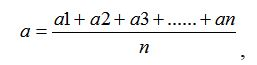 a = (a1 + a2 + a3 + ...... + an) / n ,